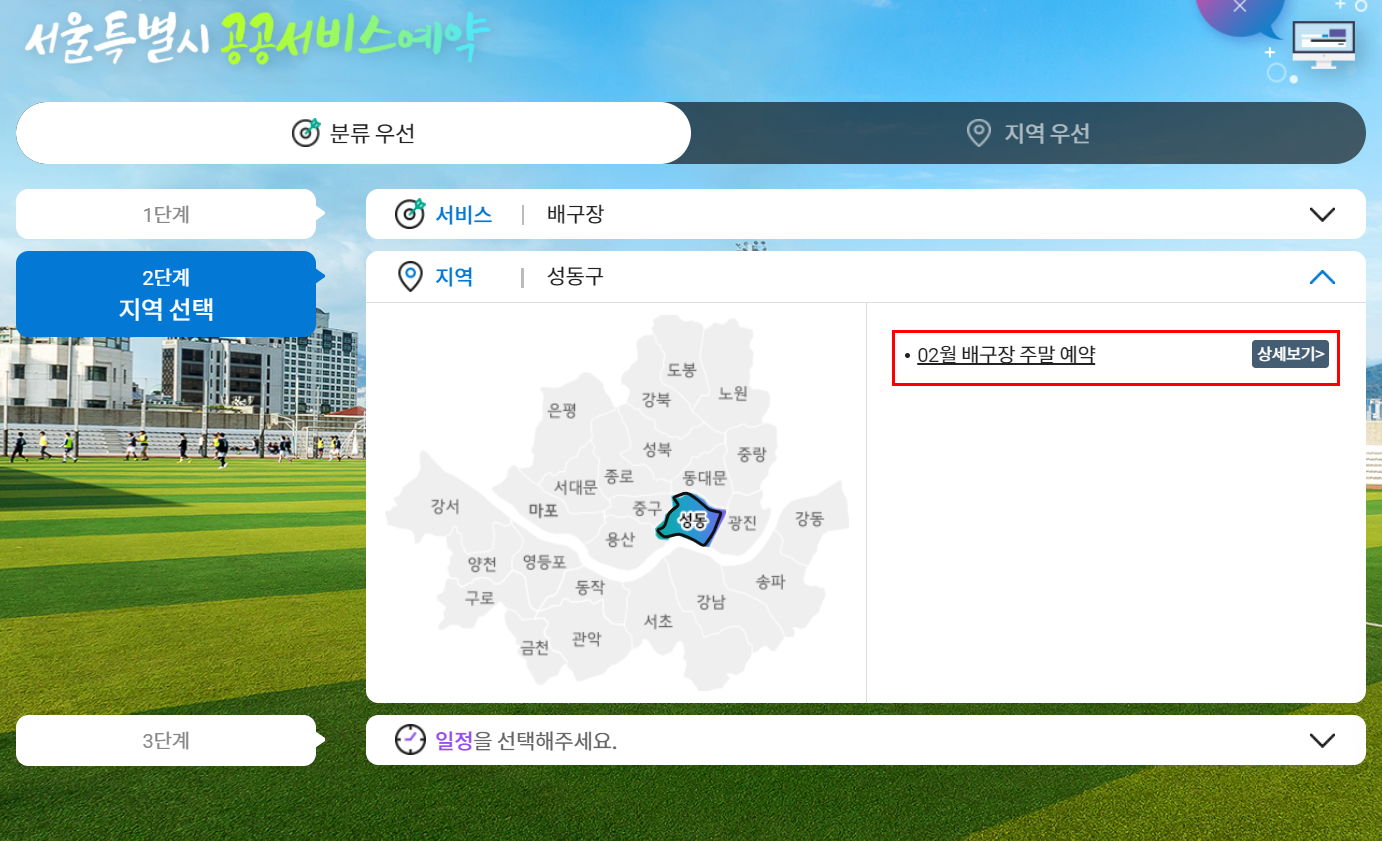 서울특별시 공공서비스예약
분류 우선
지역 우선
1단계
서비스 | 배구장
2단계
지역 선택
지역 | 성동구
도봉
강북
노원
은평
성북
중랑
종로
동대문
서대문
강서
마포
중구
성동
광진
강동
용산
양천
영등포
동작
송파
구로
강남
서초
관악
금천
• 02월 배구장 주말 예약
상세보기>
3단계
일정을 선택해주세요.